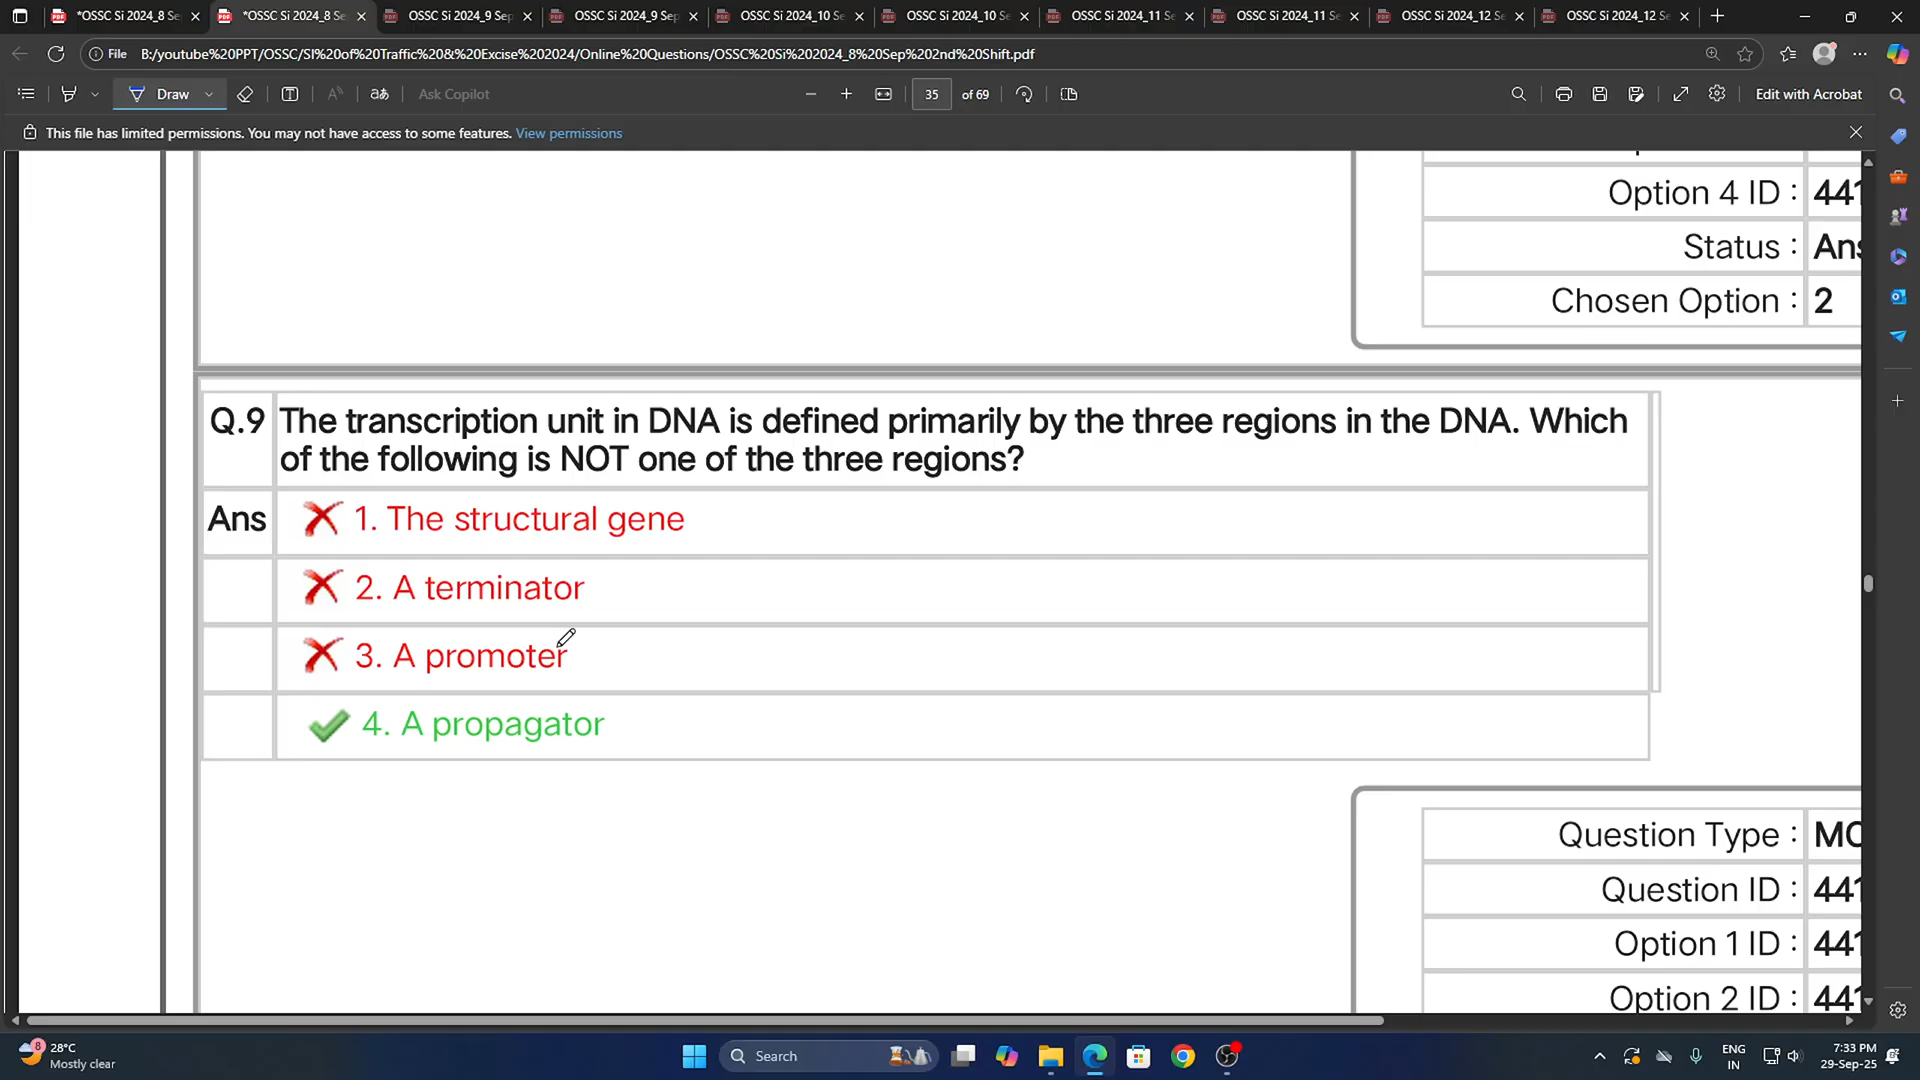 *OSSC Si 2024_8 S
*OSSC Si 2024_8 Se
OSSC Si 2024_9 Sep
OSSC Si 2024_9 Sep
OSSC Si 2024_10 Se
OSSC Si 2024_10 Se
OSSC Si 2024_11 Se
OSSC Si 2024_11 Se
OSSC Si 2024_12 Se
OSSC Si 2024_12 Se
File
B:/youtube%20PPT/OSSC/SI%20of%20Traffic%20&t%20Excise%202024/Online%20Questions/OSSC%20Si%202024_8%20Sep%202nd%20Shift.pdf
Draw
Ask Copilot
35 of 69
Edit with Acrobat
This file has limited permissions. You may not have access to some features. View permissions
Option 4 ID : 441
Status : Ans
Chosen Option : 2
Q.9 The transcription unit in DNA is defined primarily by the three regions in the DNA. Which
of the following is NOT one of the three regions?
Ans 1. The structural gene
2. A terminator
3. A promoter
4. A propagator
Question Type : MC
Question ID : 441
Option 1 ID : 441
Option 2 ID : 441
8
28°C
Mostly clear
Search
ENG
IN
7:33 PM
29-Sep-25